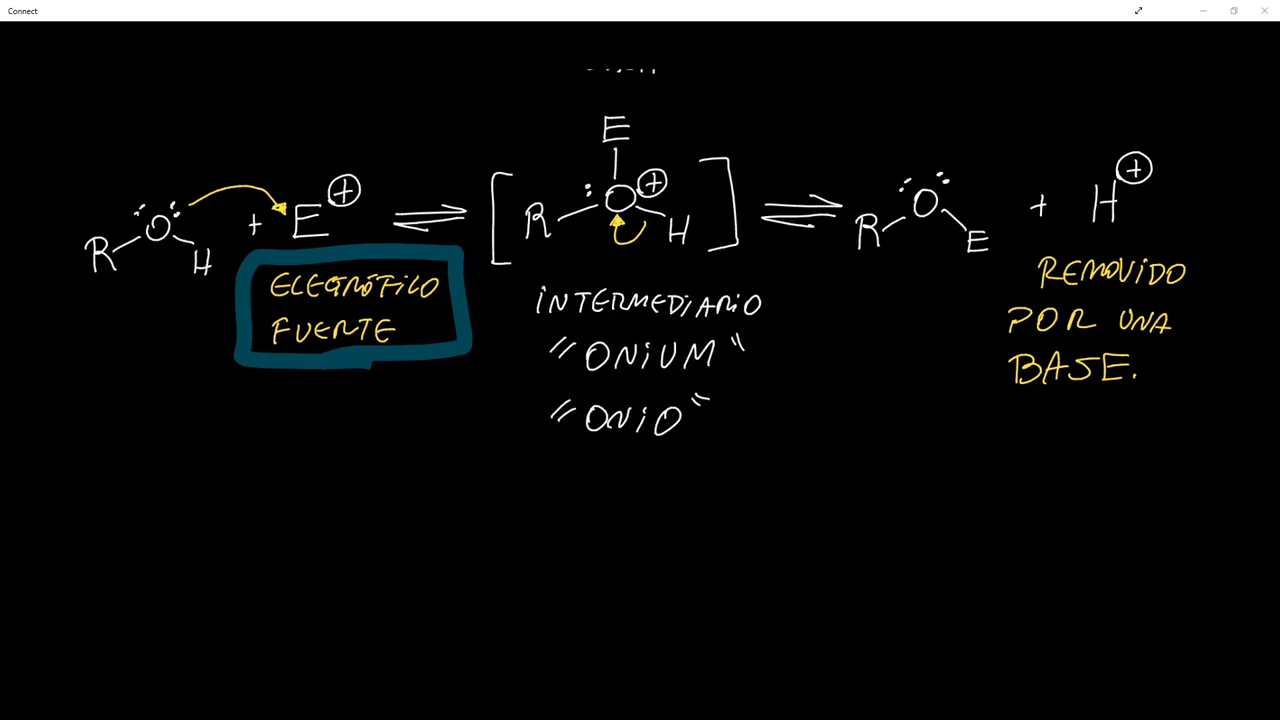 Connect
E
R O H + E + ⇌ [ R O + H ] ⇌ R O E + H +
ELECTRÓFILO
FUERTE
INTERMEDIARIO
"ONIUM"
"ONIO"
REMOVIDO
POR UNA
BASE.